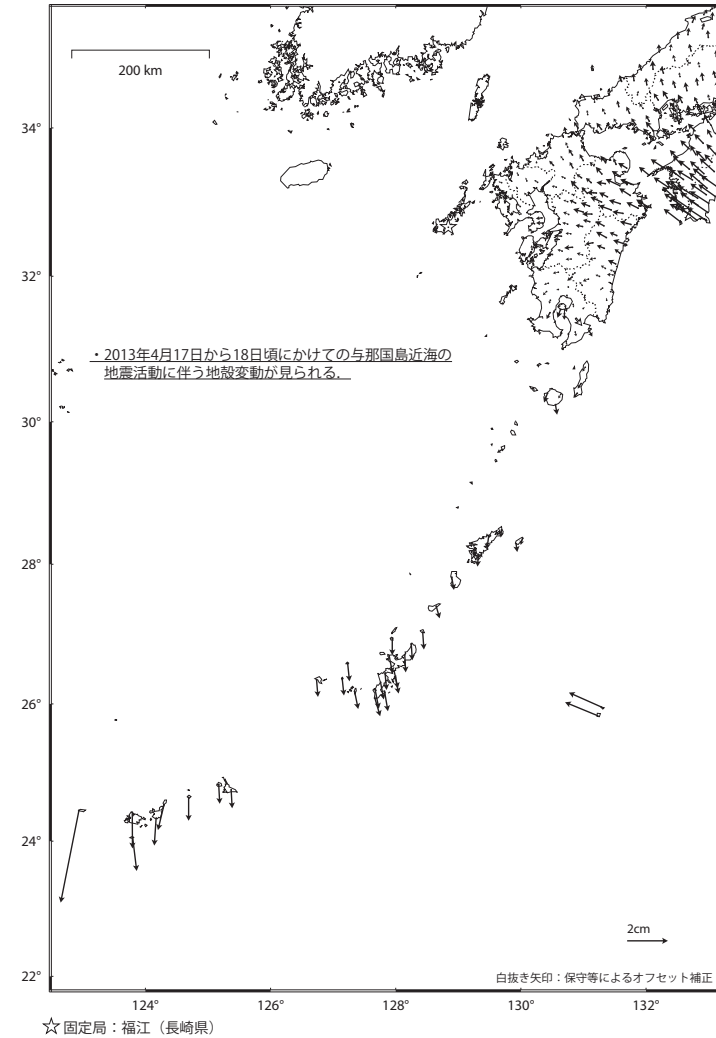 200 km
34°
32°
・2013年4月17日から18日頃にかけての与那国島近海の
地震活動に伴う地殻変動が見られる．
30°
28°
26°
24°
2cm
22°
白抜き矢印：保守等によるオフセット補正
124°
126°
128°
130°
132°
☆ 固定局：福江（長崎県）